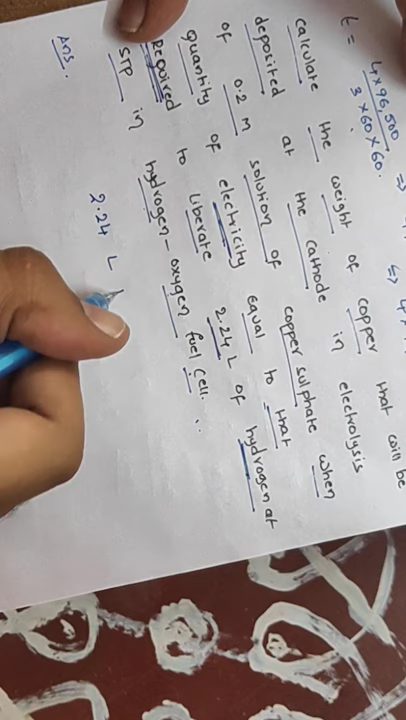 t = 4×96,500 ⇒
3×60×60. ⇒ 4×
calculate the weight of copper that will be
deposited at the cathode in electrolysis
of 0.2 M solution of copper sulphate when
quantity of electricity equal to that
Required to liberate 2.24 L of hydrogen at
STP in hydrogen-oxygen fuel cell.
Ans. 2.24 L